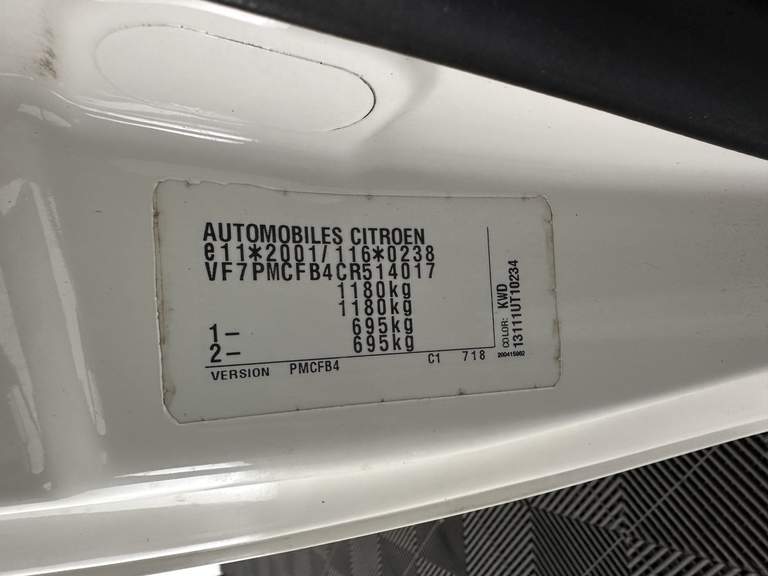 AUTOMOBILES CITROEN
e11*2001/116*0238
VF7PMCFB4CR514017
1180kg
1180kg
1- 695kg
2- 695kg
VERSION PMCFB4 C1 718
COLOR: KWD
13111UT10234